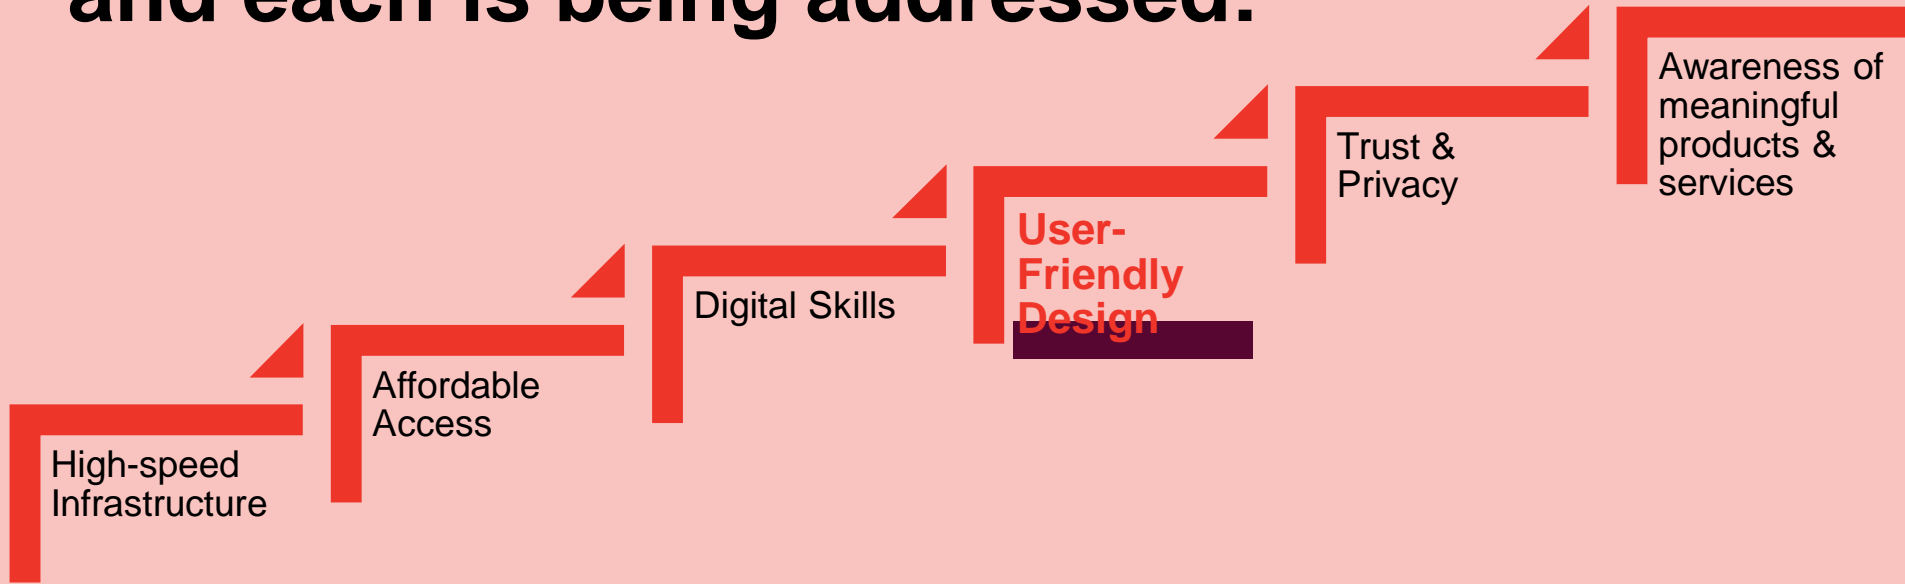 and each is being addressed.
Awareness of
meaningful
products &
services
Trust &
Privacy
User-
Friendly
Design
Digital Skills
Affordable
Access
High-speed
Infrastructure